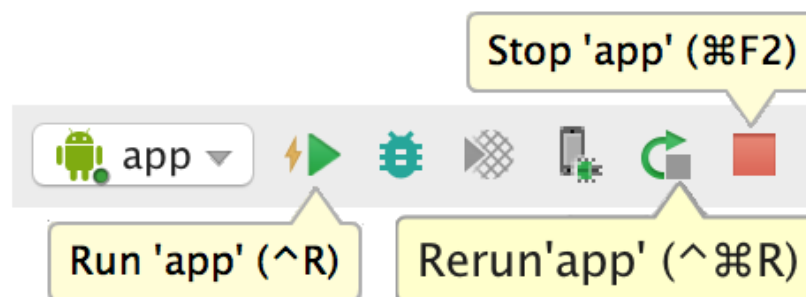 Stop 'app' (⌘F2)
app
Run 'app' (^R)
Rerun'app' (^⌘R)